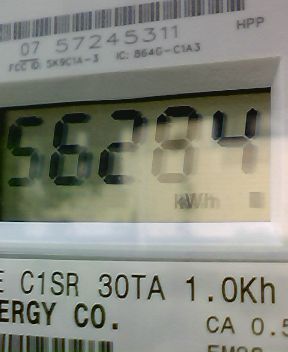 HPP
07 57245311
FCC ID: SK9C1A-3 IC: 864G-C1A3
56284
kWh
E C1SR 30TA 1.0Kh
ERGY CO.
CA 0.5